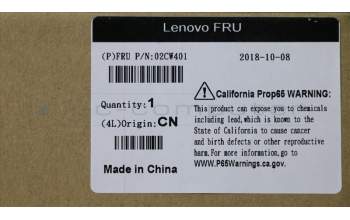 Lenovo FRU
(P)FRU P/N:02CW401
2018-10-08
Quantity:1
(4L)Origin:CN
Made in China
California Prop65 WARNING:
This product can expose you to chemicals
including lead,which is known to the
State of California to cause cancer
and birth defects or other reproductive
harm.For more information,go to
WWW.P65Warnings.ca.gov.